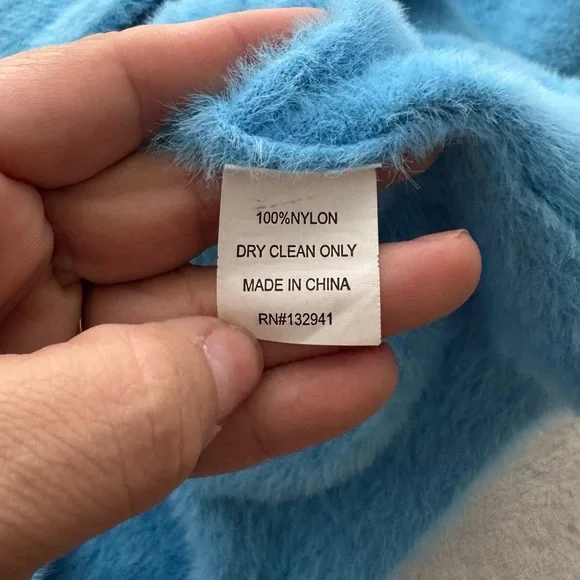 100%NYLON
DRY CLEAN ONLY
MADE IN CHINA
RN#132941